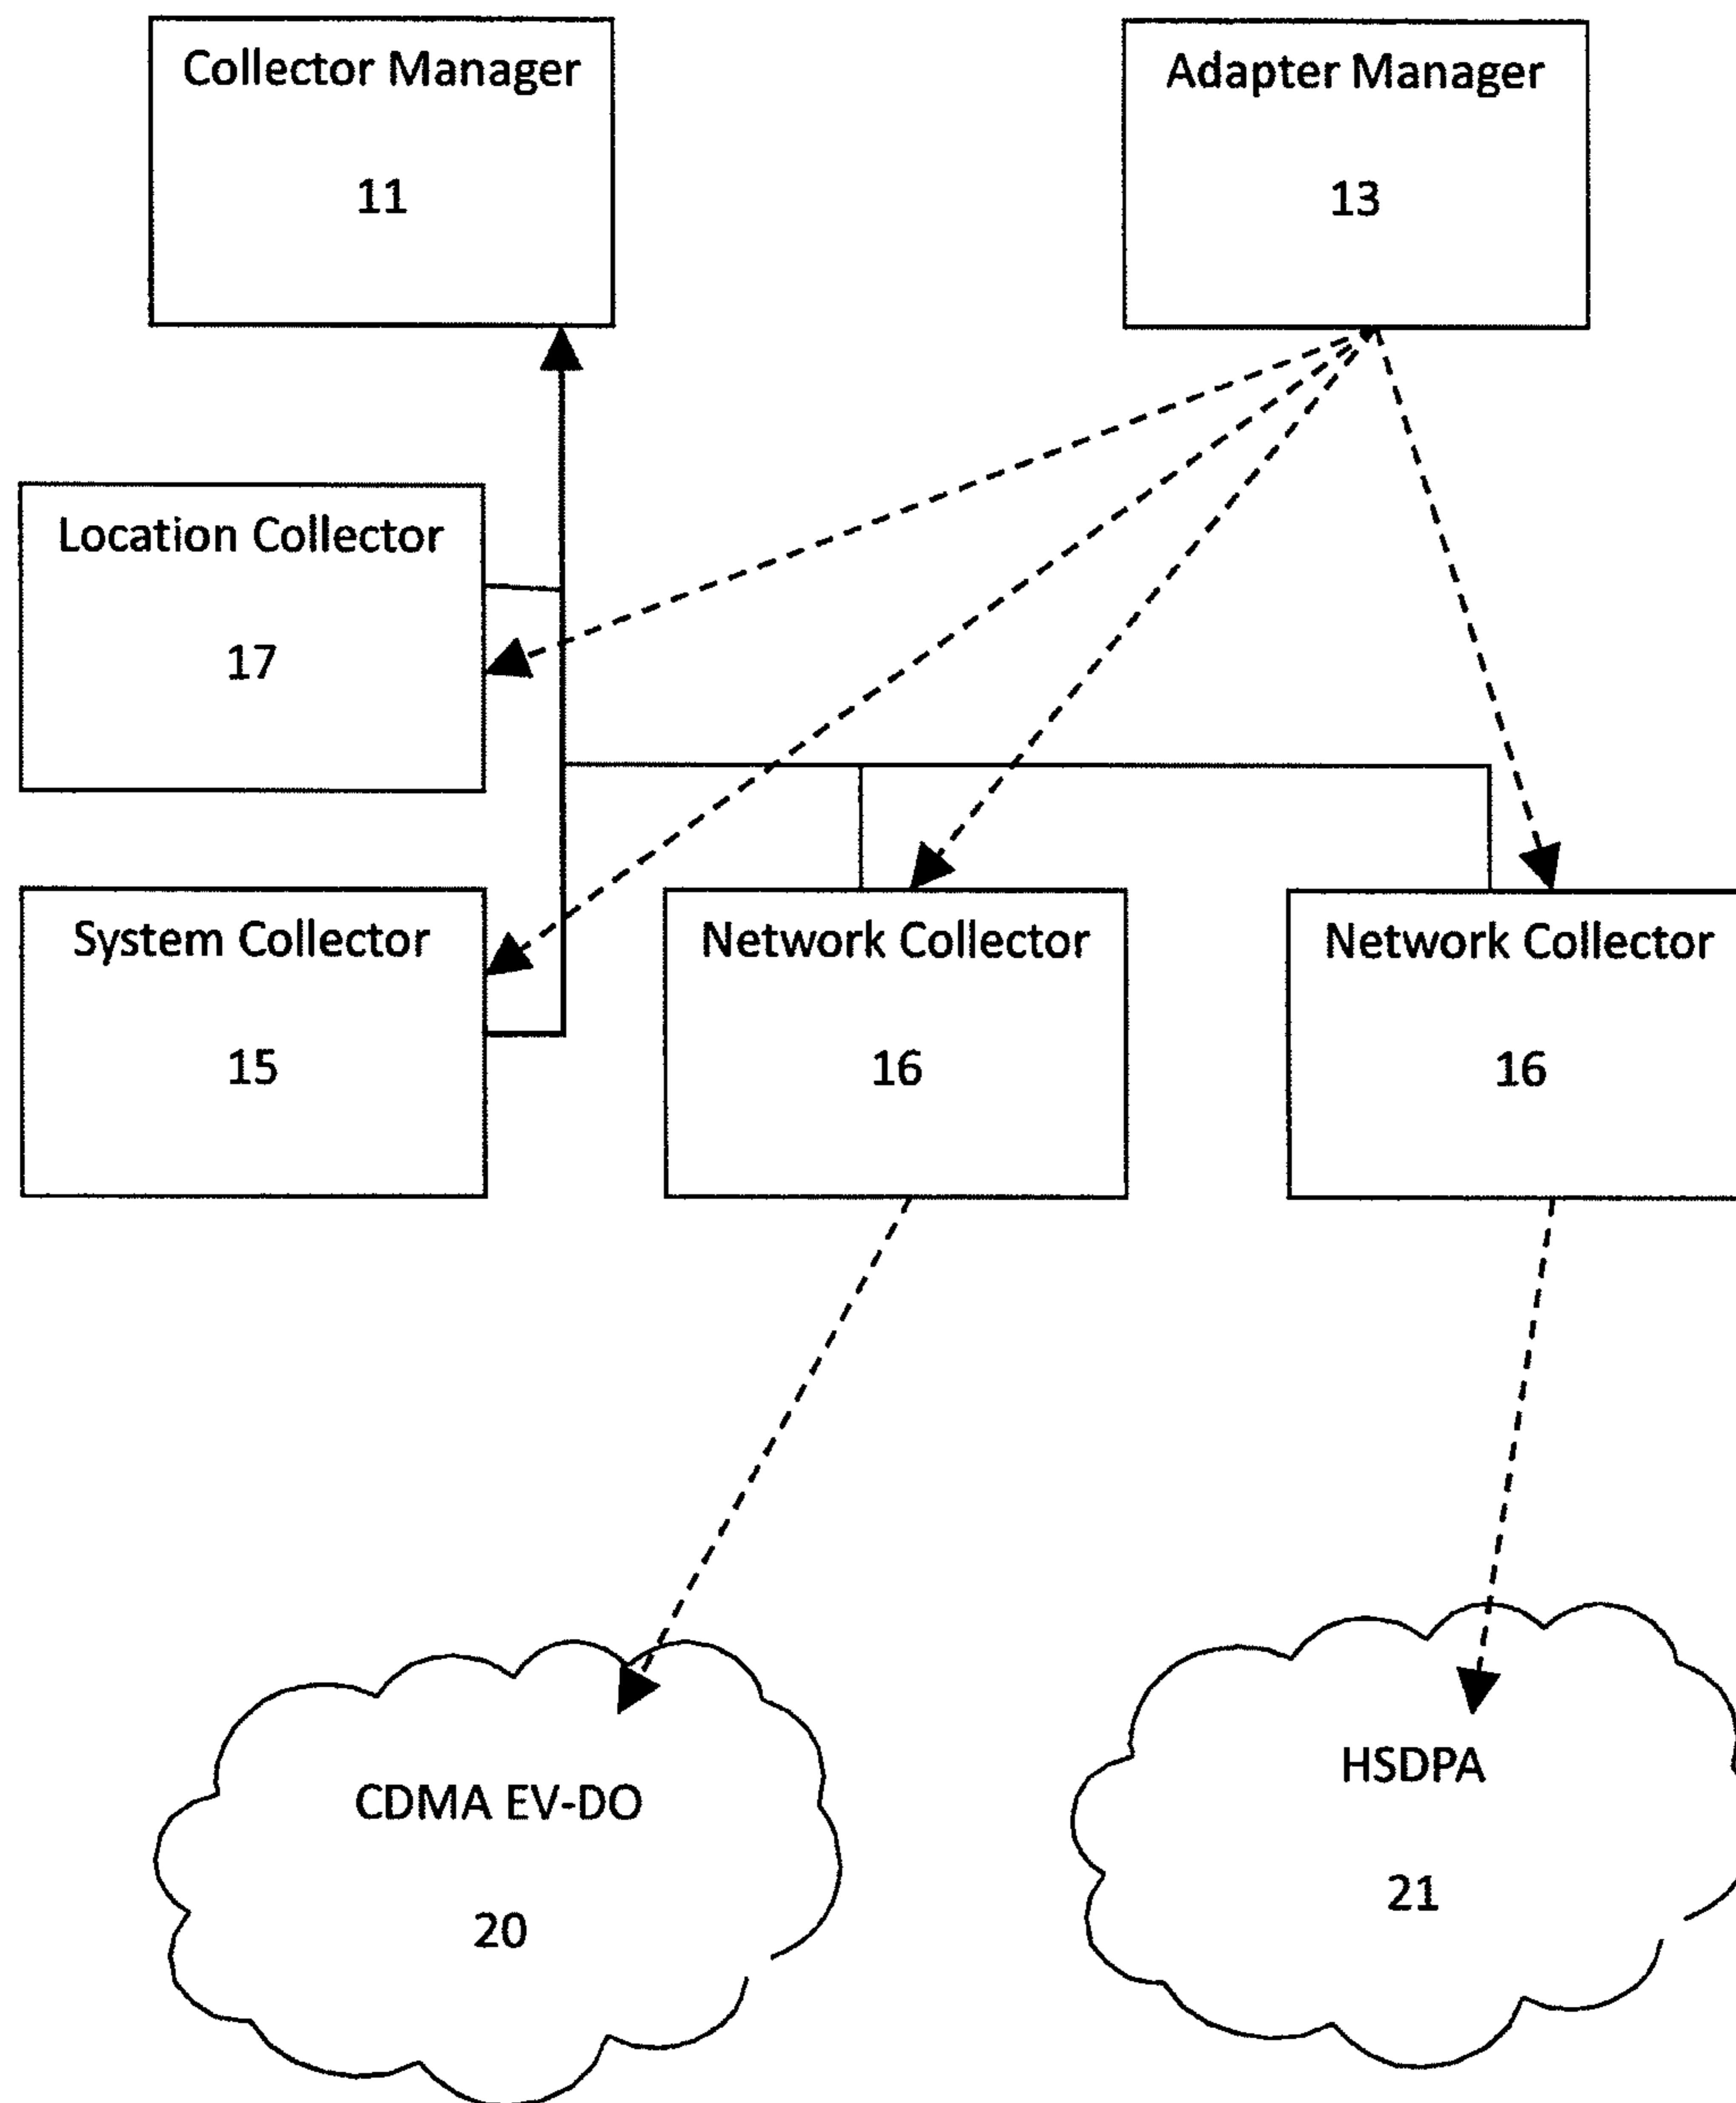 Collector Manager
11
Adapter Manager
13
Location Collector
17
System Collector
15
Network Collector
16
Network Collector
16
CDMA EV-DO
20
HSDPA
21